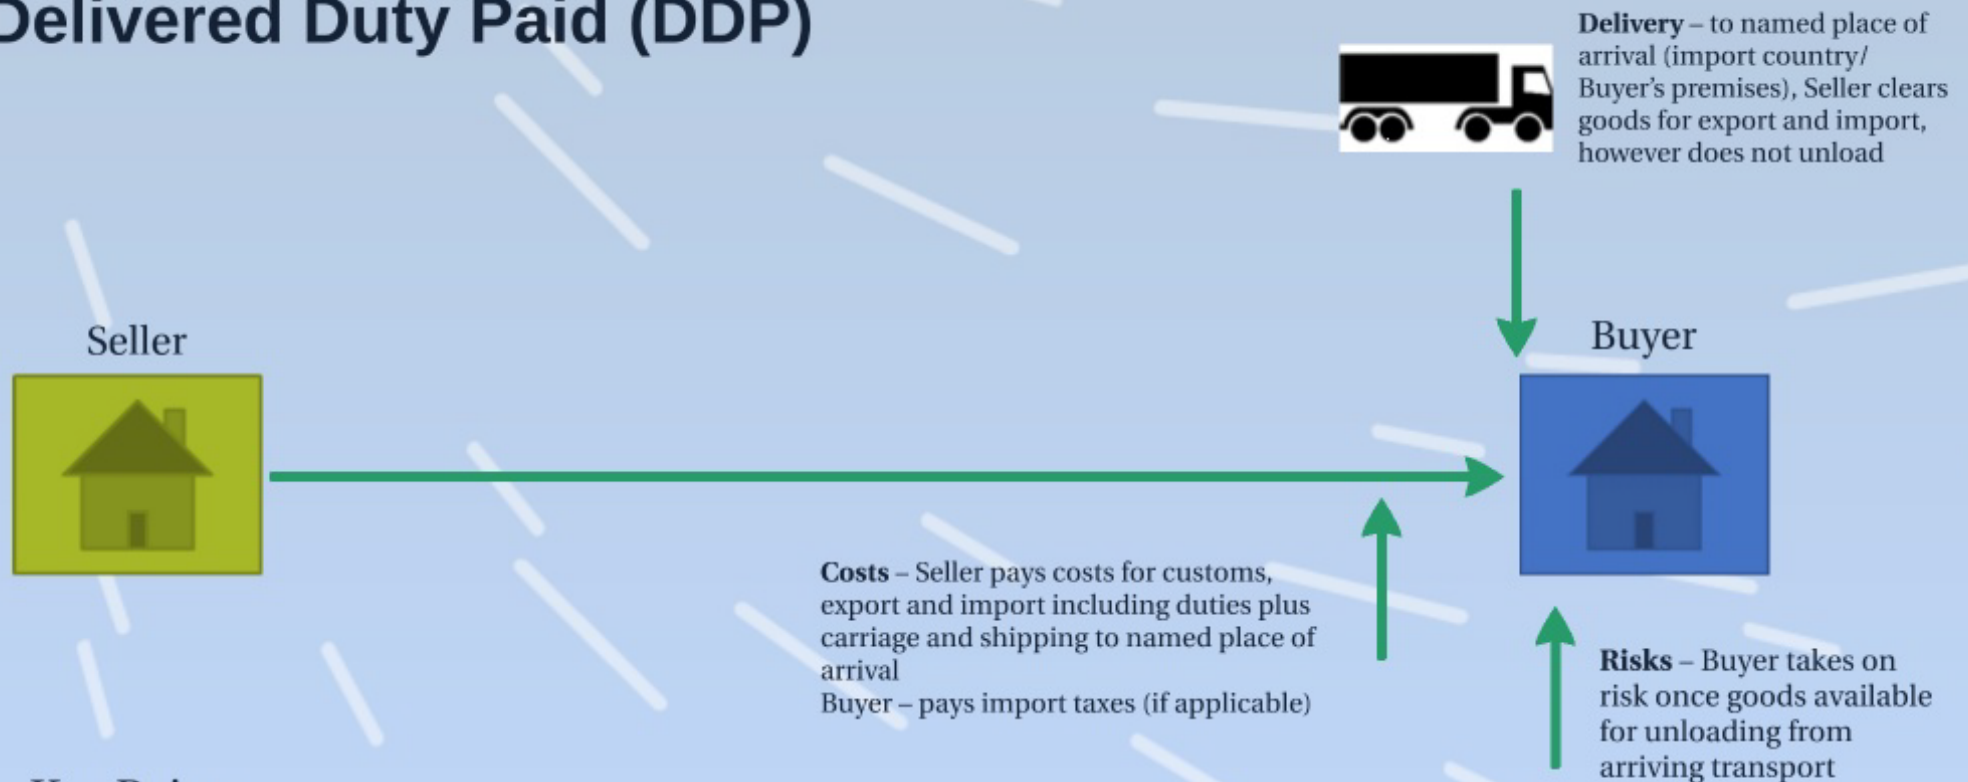 Delivered Duty Paid (DDP)
Delivery – to named place of
arrival (import country/
Buyer’s premises), Seller clears
goods for export and import,
however does not unload
Seller
Buyer
Costs – Seller pays costs for customs,
export and import including duties plus
carriage and shipping to named place of
arrival
Buyer – pays import taxes (if applicable)
Risks – Buyer takes on
risk once goods available
for unloading from
arriving transport